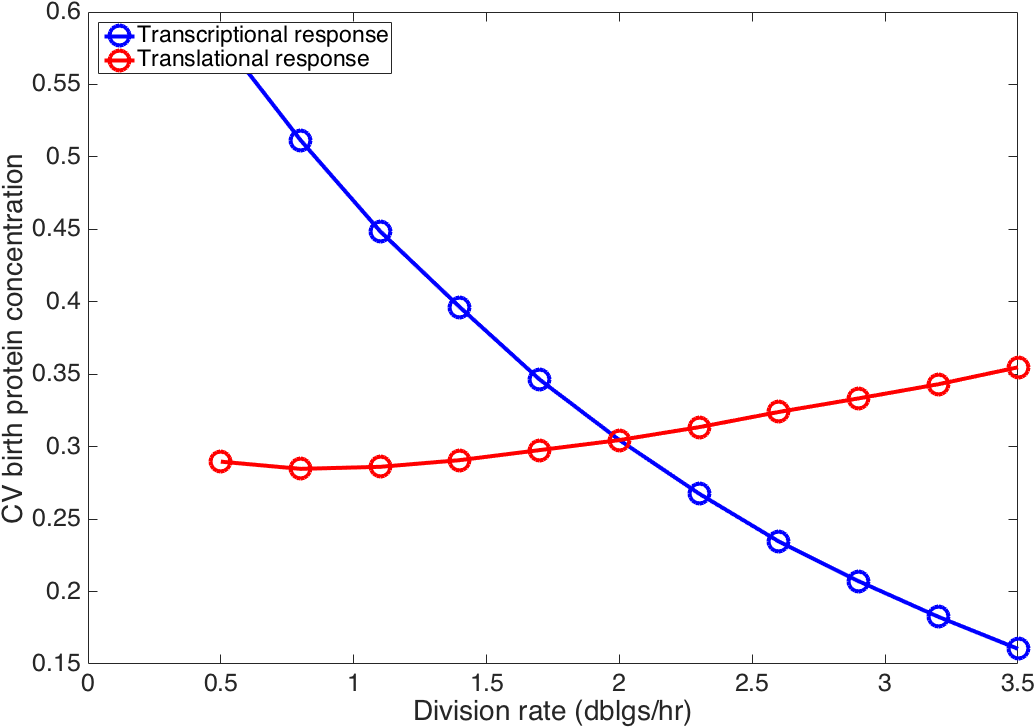 0.6
Transcriptional response
Translational response
0.55
0.5
0.45
0.4
0.35
0.3
0.25
0.2
0.15
CV birth protein concentration
0 0.5 1 1.5 2 2.5 3 3.5
Division rate (dblgs/hr)